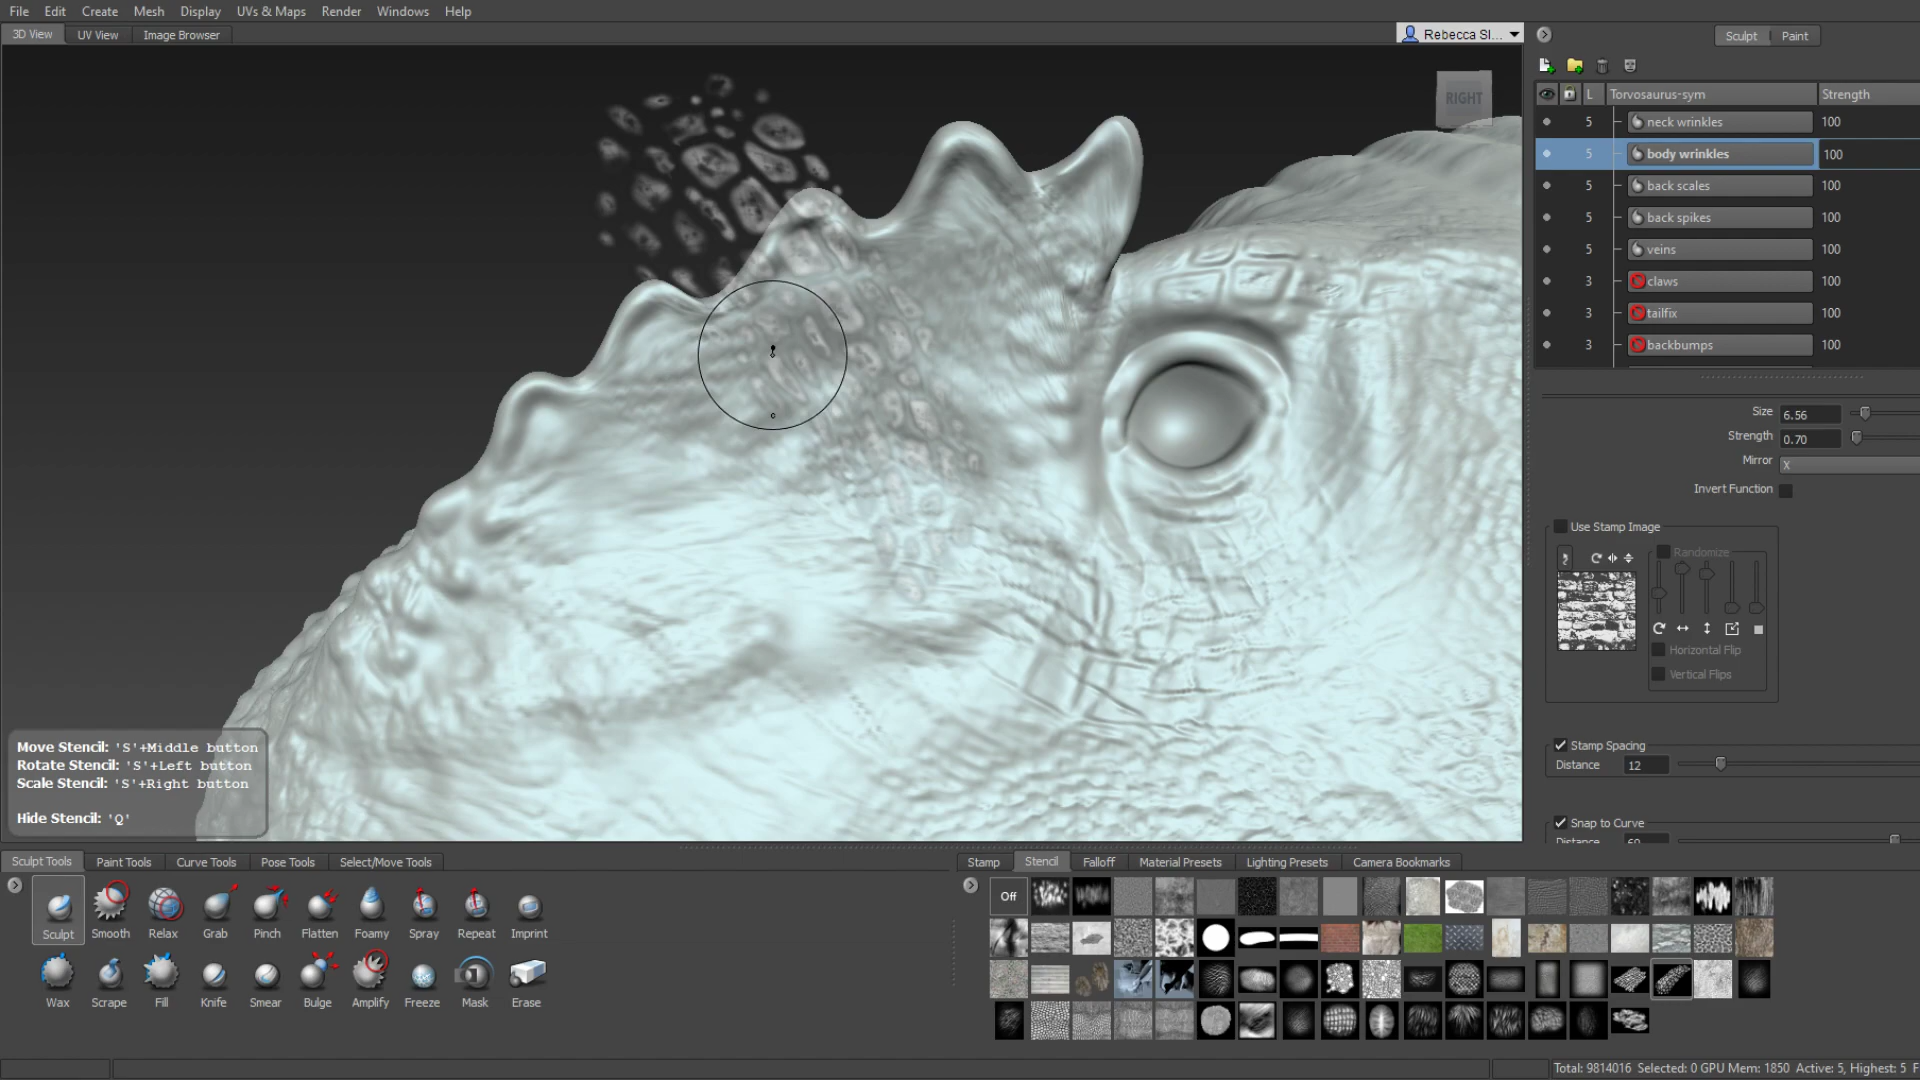 File Edit Create Mesh Display UVs & Maps Render Windows Help
3D View UV View Image Browser
Rebecca Sl...
Sculpt Paint
RIGHT
L Torvosaurus-sym Strength
5 neck wrinkles 100
5 body wrinkles 100
5 back scales 100
5 back spikes 100
5 veins 100
3 claws 100
3 tailfix 100
3 backbumps 100
Size 6.56
Strength 0.70
Mirror X
Invert Function
Use Stamp Image
Randomize
Horizontal Flip
Vertical Flips
Stamp Spacing
Distance 12
Snap to Curve
Distance 60
Move Stencil: 'S'+Middle button
Rotate Stencil: 'S'+Left button
Scale Stencil: 'S'+Right button
Hide Stencil: 'Q'
Sculpt Tools Paint Tools Curve Tools Pose Tools Select/Move Tools
Sculpt Smooth Relax Grab Pinch Flatten Foamy Spray Repeat Imprint
Wax Scrape Fill Knife Smear Bulge Amplify Freeze Mask Erase
Stamp Stencil Falloff Material Presets Lighting Presets Camera Bookmarks
Off
Total: 9814016 Selected: 0 GPU Mem: 1850 Active: 5, Highest: 5 F